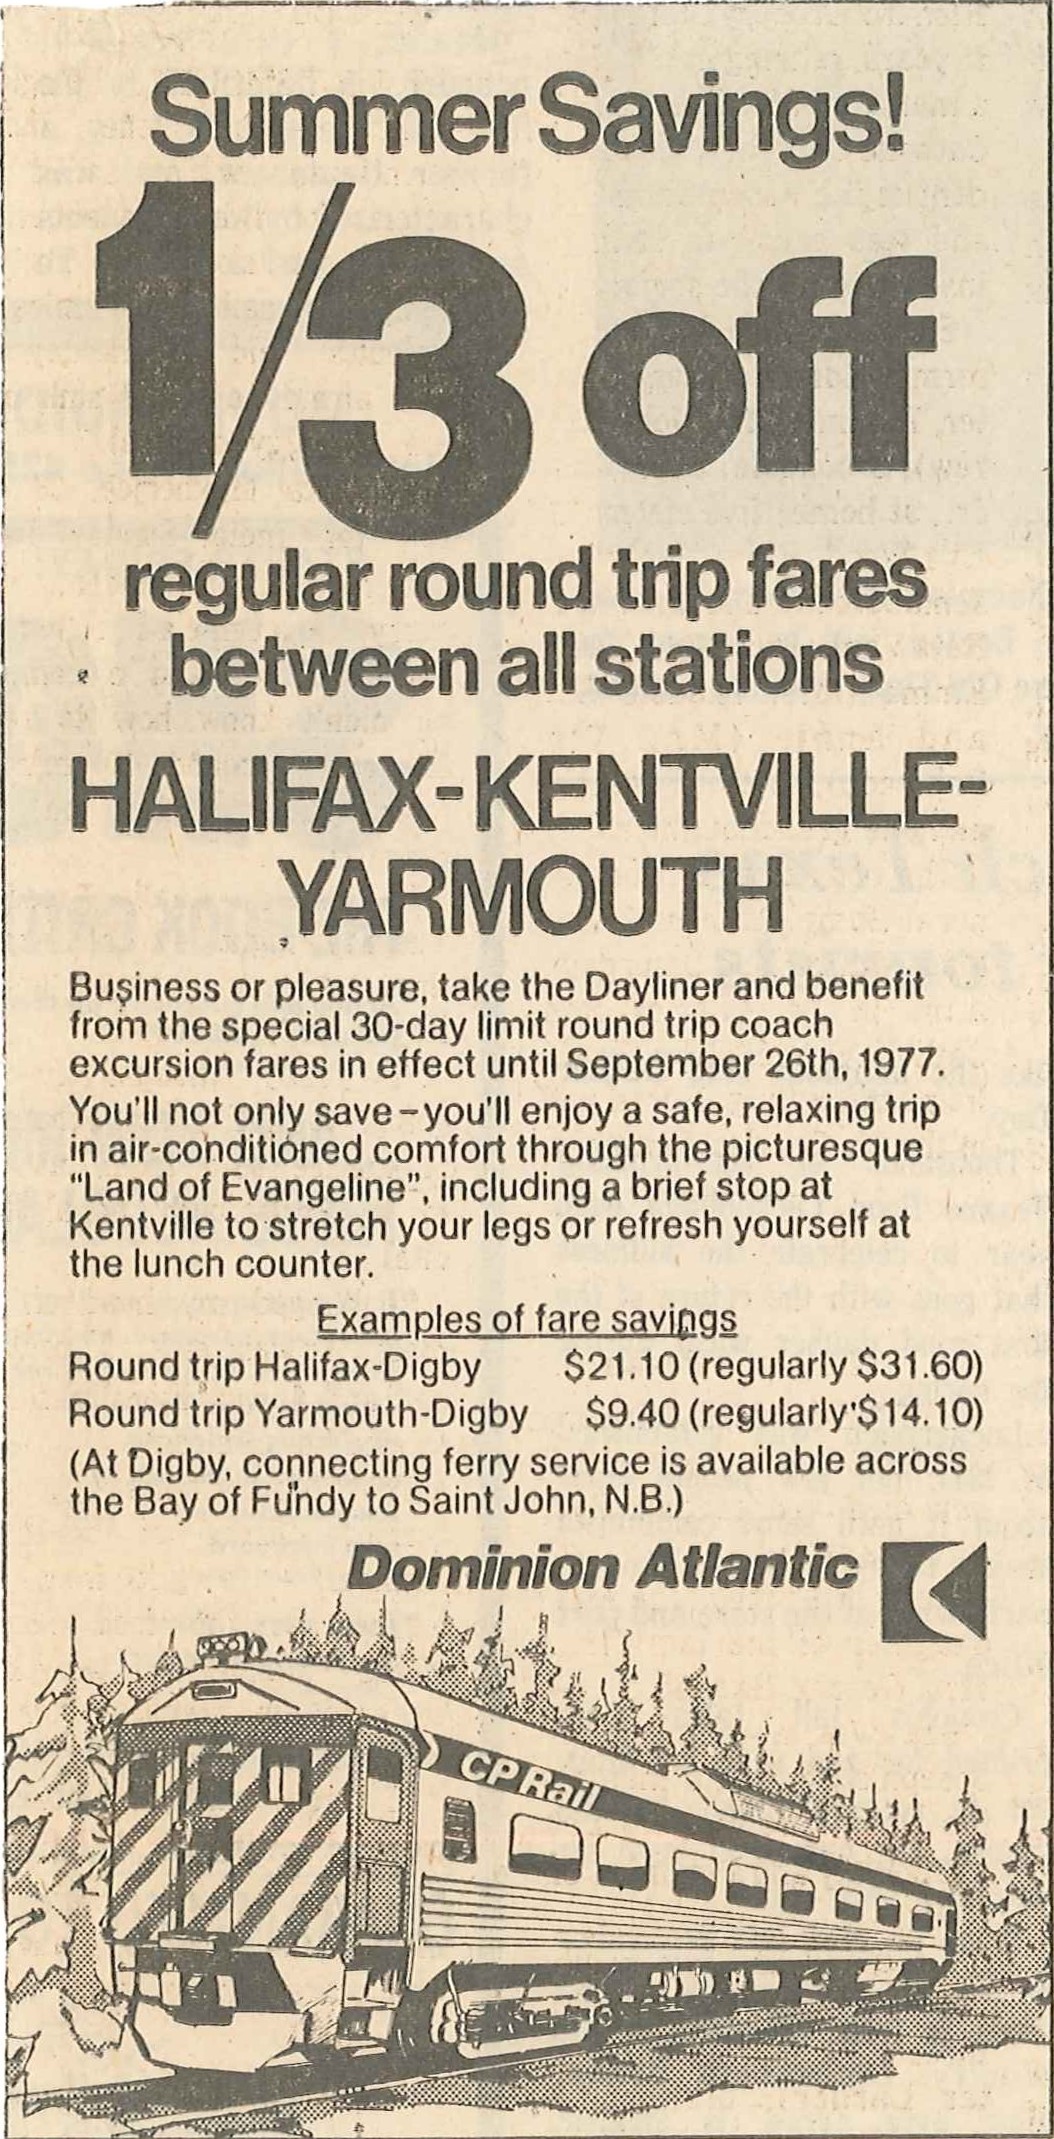 Summer Savings!
1/3 off
regular round trip fares
between all stations
HALIFAX-KENTVILLE-
YARMOUTH
Business or pleasure, take the Dayliner and benefit
from the special 30-day limit round trip coach
excursion fares in effect until September 26th, 1977.
You'll not only save – you'll enjoy a safe, relaxing trip
in air-conditioned comfort through the picturesque
"Land of Evangeline", including a brief stop at
Kentville to stretch your legs or refresh yourself at
the lunch counter.
Examples of fare savings
Round trip Halifax-Digby $21.10 (regularly $31.60)
Round trip Yarmouth-Digby $9.40 (regularly $14.10)
(At Digby, connecting ferry service is available across
the Bay of Fundy to Saint John, N.B.)
Dominion Atlantic
CP Rail